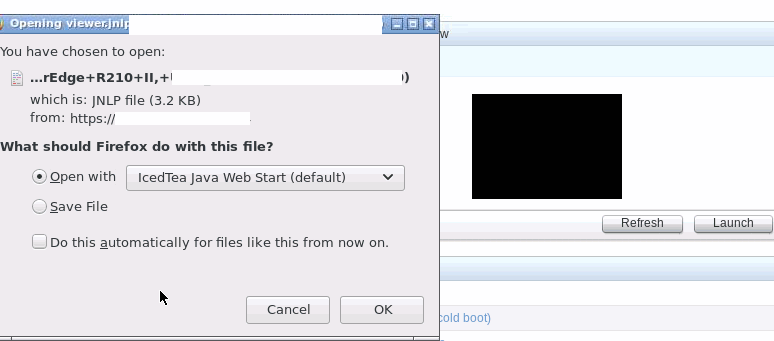 Opening viewer.jnlp
w
You have chosen to open:
...rEdge+R210+II,+
)
which is: JNLP file (3.2 KB)
from: https://
What should Firefox do with this file?
Open with
IcedTea Java Web Start (default)
Save File
Refresh
Launch
Do this automatically for files like this from now on.
Cancel
OK
cold boot)